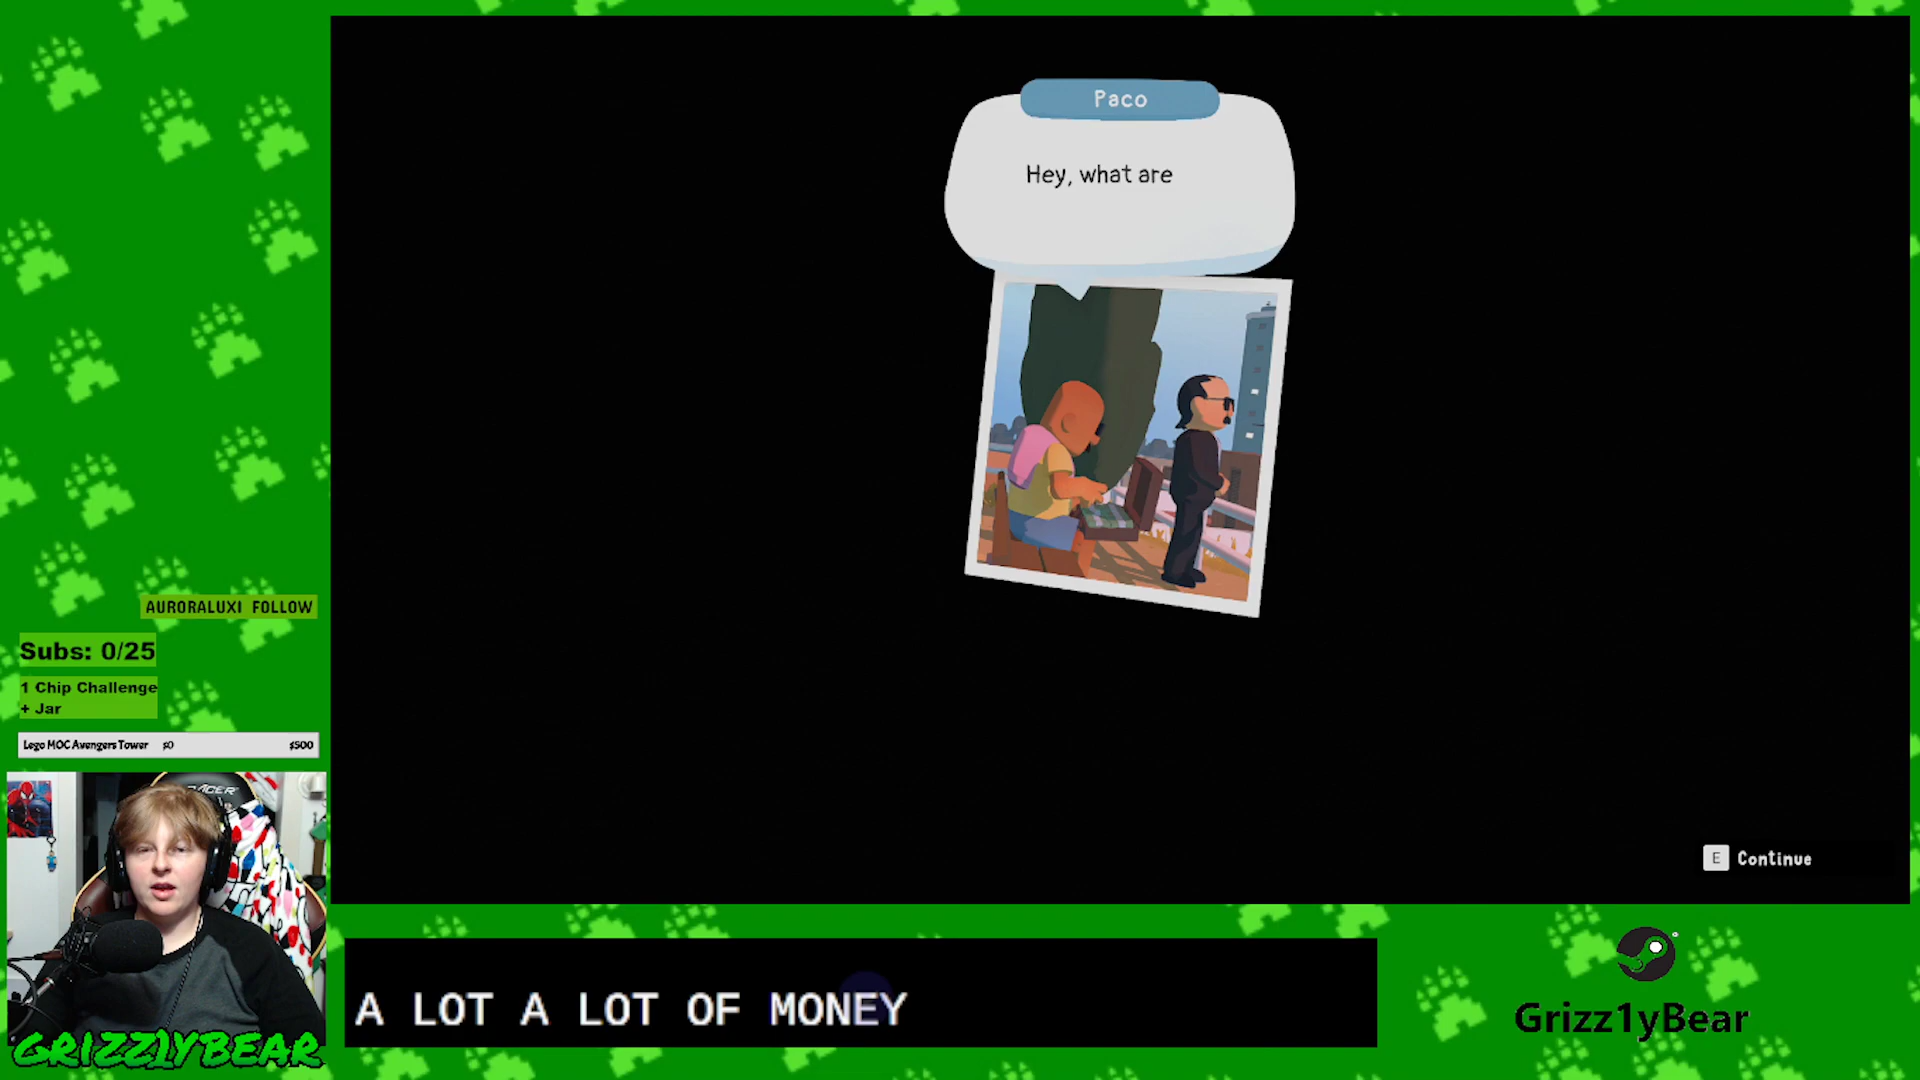 Paco
Hey, what are
AURORALUXI FOLLOW
Subs: 0/25
1 Chip Challenge
+ Jar
Lego MOC Avengers Tower $0 $500
E Continue
A LOT A LOT OF MONEY
Grizz1yBear
GRIZZ1YBEAR